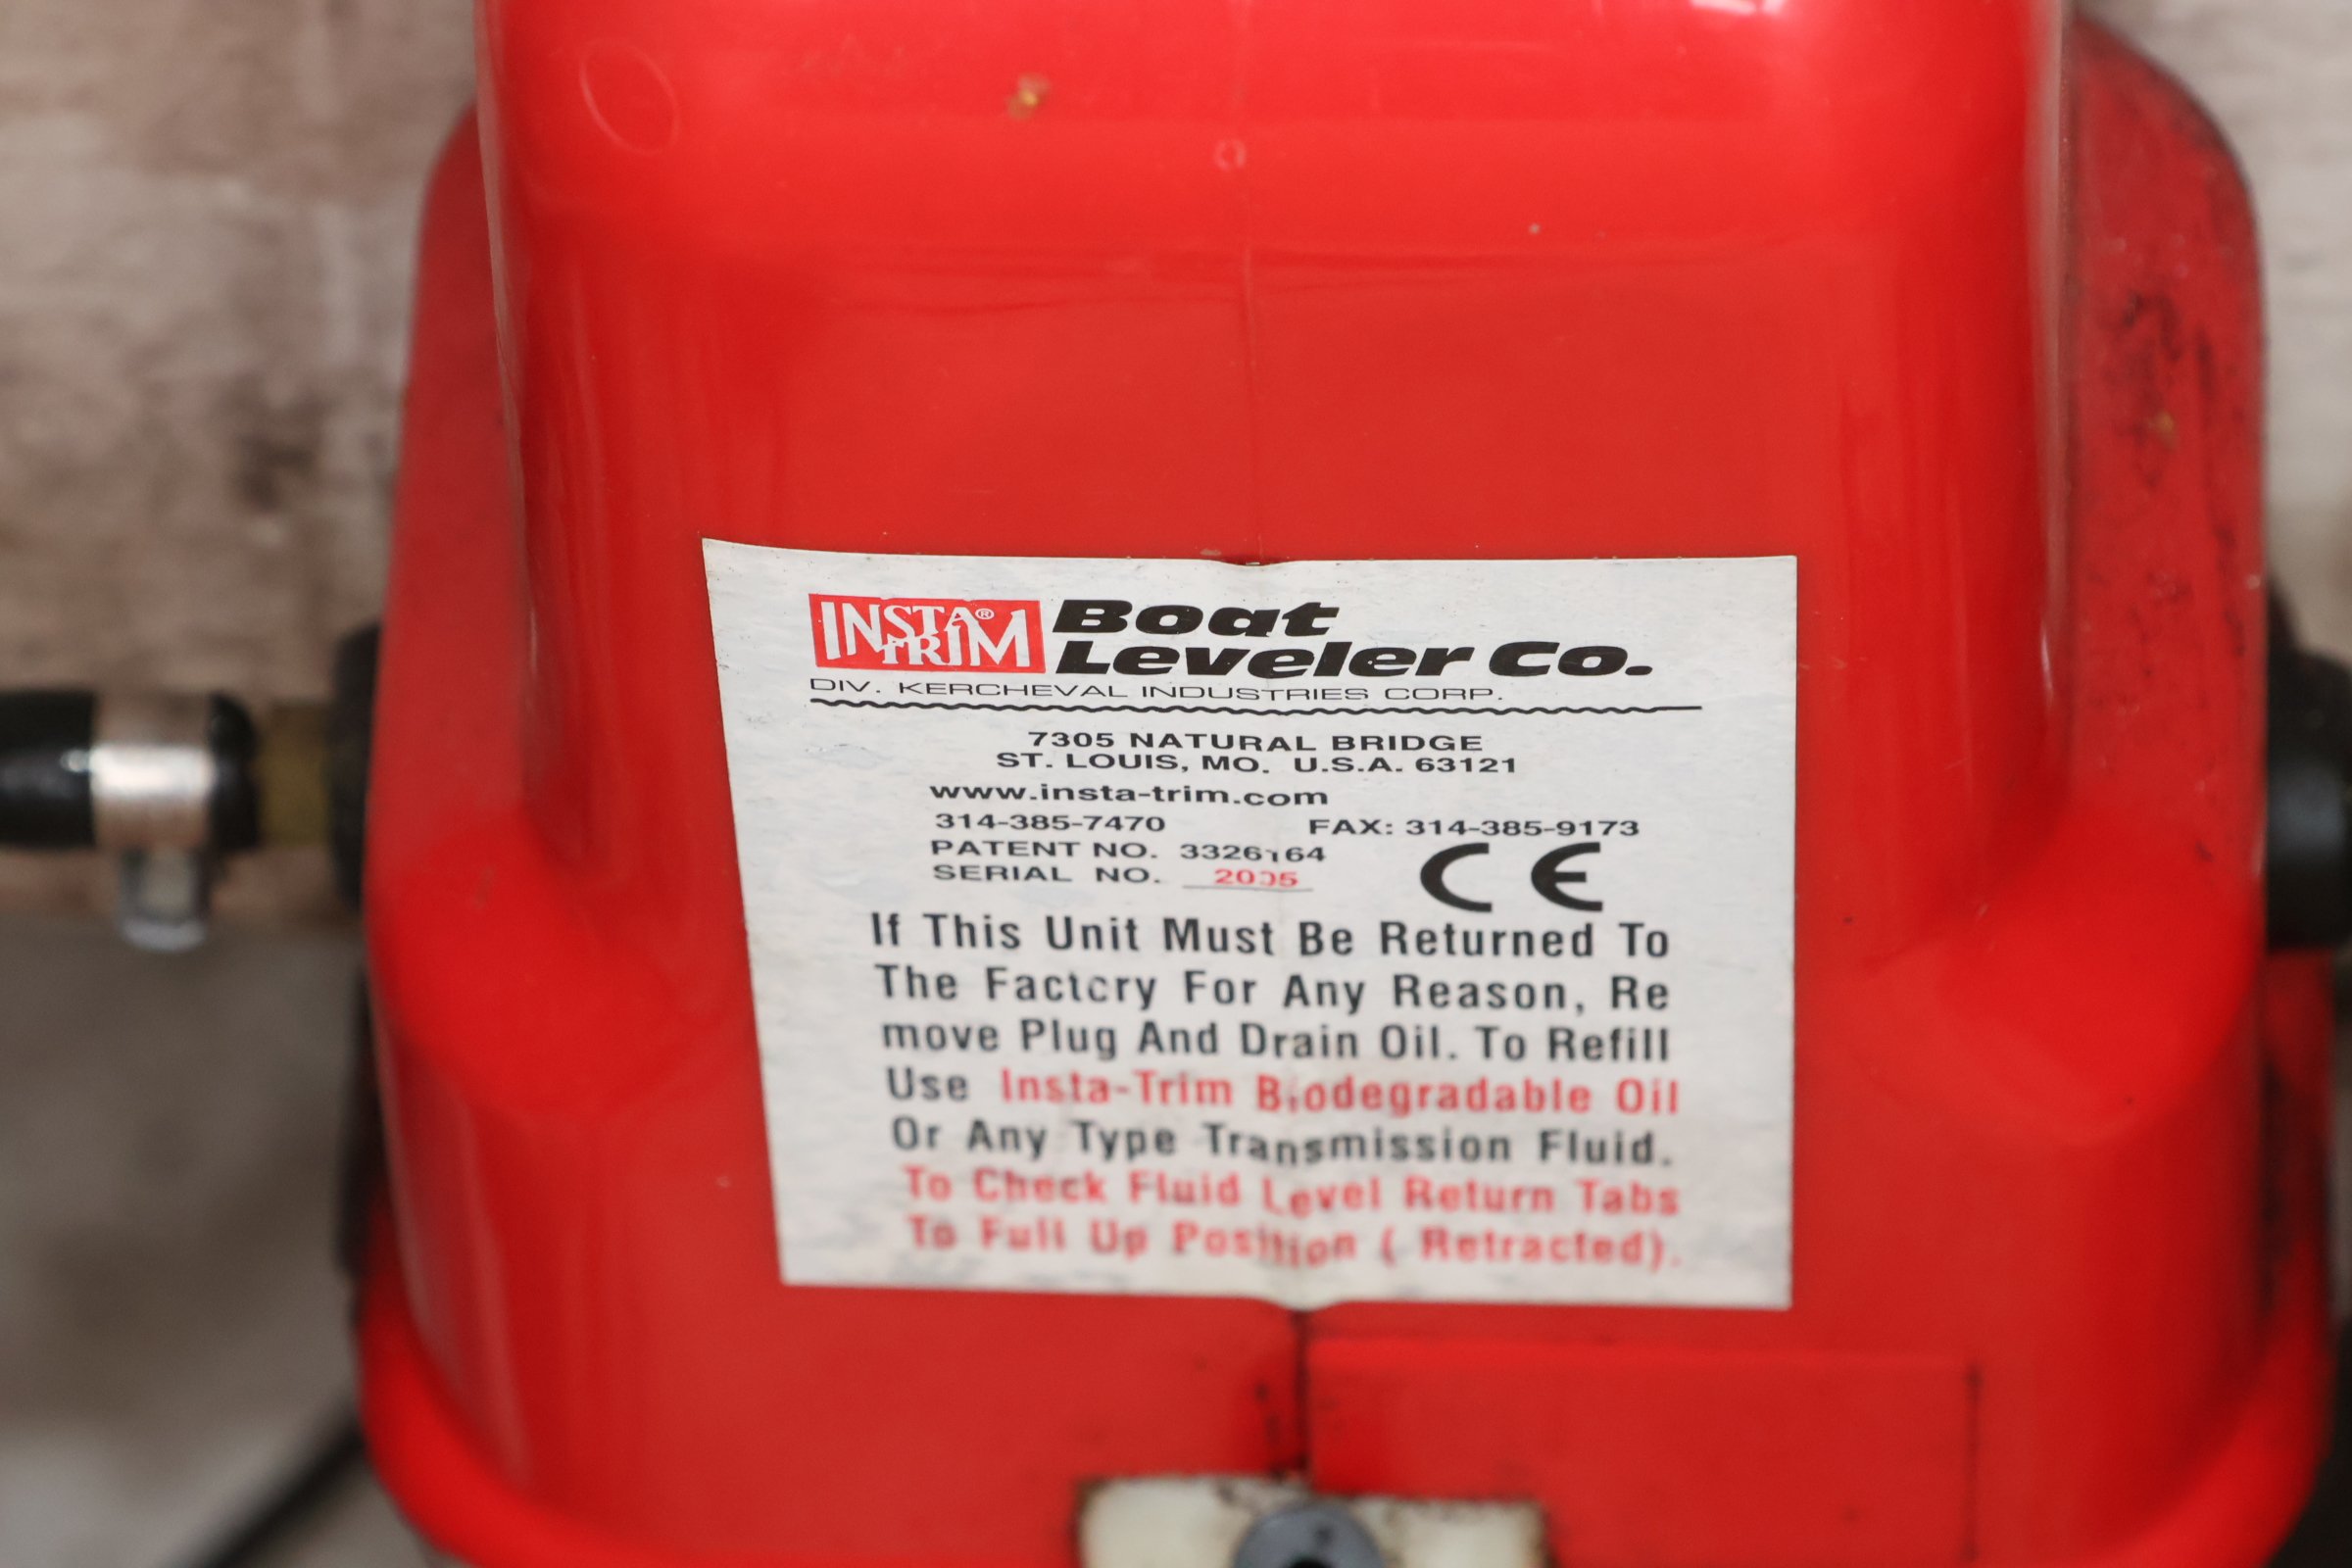 INSTA® TRIM Boat
Leveler Co.
DIV. KERCHEVAL INDUSTRIES CORP.
7305 NATURAL BRIDGE
ST. LOUIS, MO. U.S.A. 63121
www.insta-trim.com
314-385-7470 FAX: 314-385-9173
PATENT NO. 3326164
SERIAL NO. 2005
CE
If This Unit Must Be Returned To
The Factory For Any Reason, Re
move Plug And Drain Oil. To Refill
Use Insta-Trim Biodegradable Oil
Or Any Type Transmission Fluid.
To Check Fluid Level Return Tabs
To Full Up Position ( Retracted).